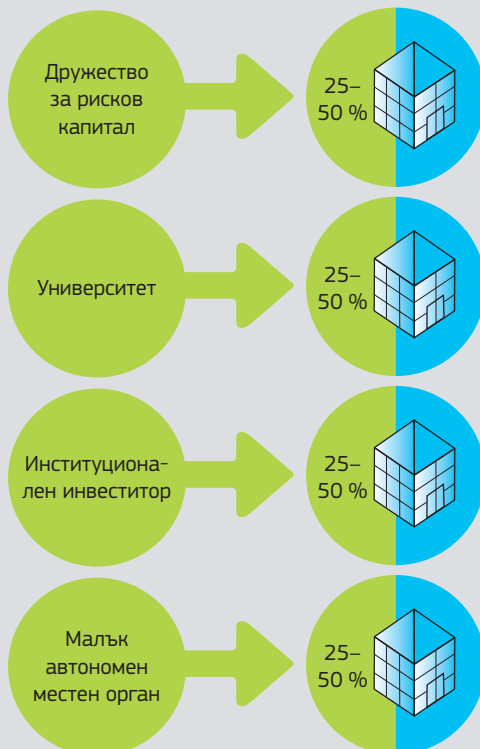 Дружество
за рисков
капитал
25–
50 %
Университет
25–
50 %
Институциона-
лен инвеститор
25–
50 %
Малък
автономен
местен орган
25–
50 %